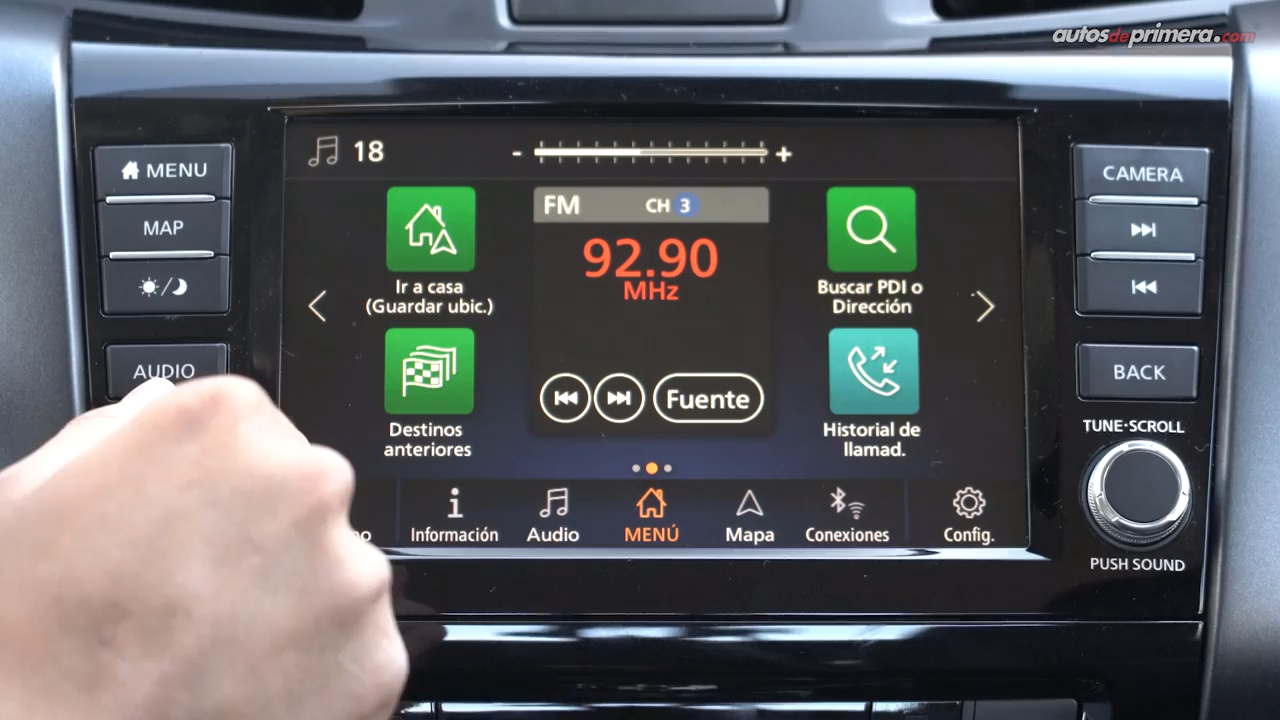 autosdeprimera.com
MENU
MAP
AUDIO
18
- +
FM CH 3
92.90
MHz
Fuente
Ir a casa
(Guardar ubic.)
Destinos
anteriores
Buscar PDI o
Dirección
Historial de
llamad.
Información
Audio
MENÚ
Mapa
Conexiones
Config.
CAMERA
BACK
TUNE•SCROLL
PUSH SOUND